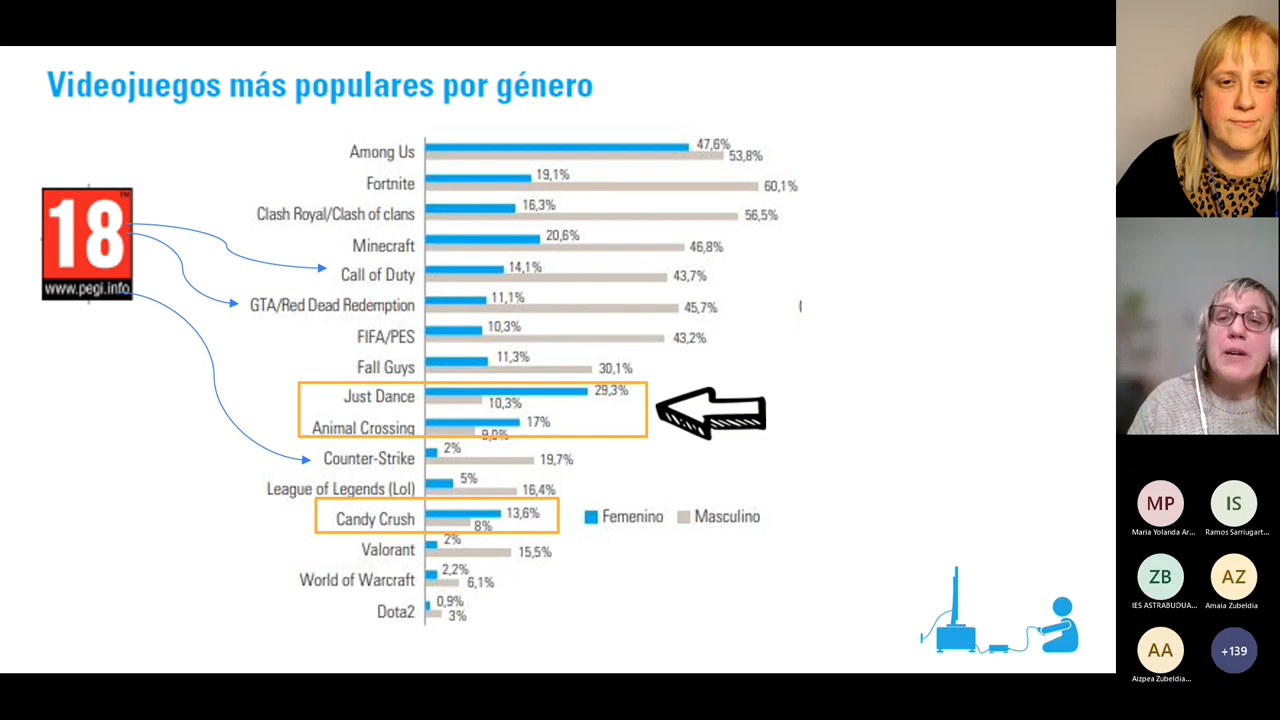 Videojuegos más populares por género
18
TM
www.pegi.info
Among Us
47,6%
53,8%
Fortnite
19,1%
60,1%
Clash Royal/Clash of clans
16,3%
56,5%
Minecraft
20,6%
46,8%
Call of Duty
14,1%
43,7%
GTA/Red Dead Redemption
11,1%
45,7%
FIFA/PES
10,3%
43,2%
Fall Guys
11,3%
30,1%
Just Dance
29,3%
10,3%
Animal Crossing
17%
Counter-Strike
2%
19,7%
League of Legends (Lol)
5%
16,4%
Candy Crush
13,6%
8%
Femenino
Masculino
Valorant
2%
15,5%
World of Warcraft
2,2%
6,1%
Dota2
0,9%
3%
MP
Maria Yolanda Ar...
IS
Ramos Sarriugart...
ZB
IES ASTRABUDUA...
AZ
Amaia Zubeldia
AA
Aizpea Zubeldia...
+139